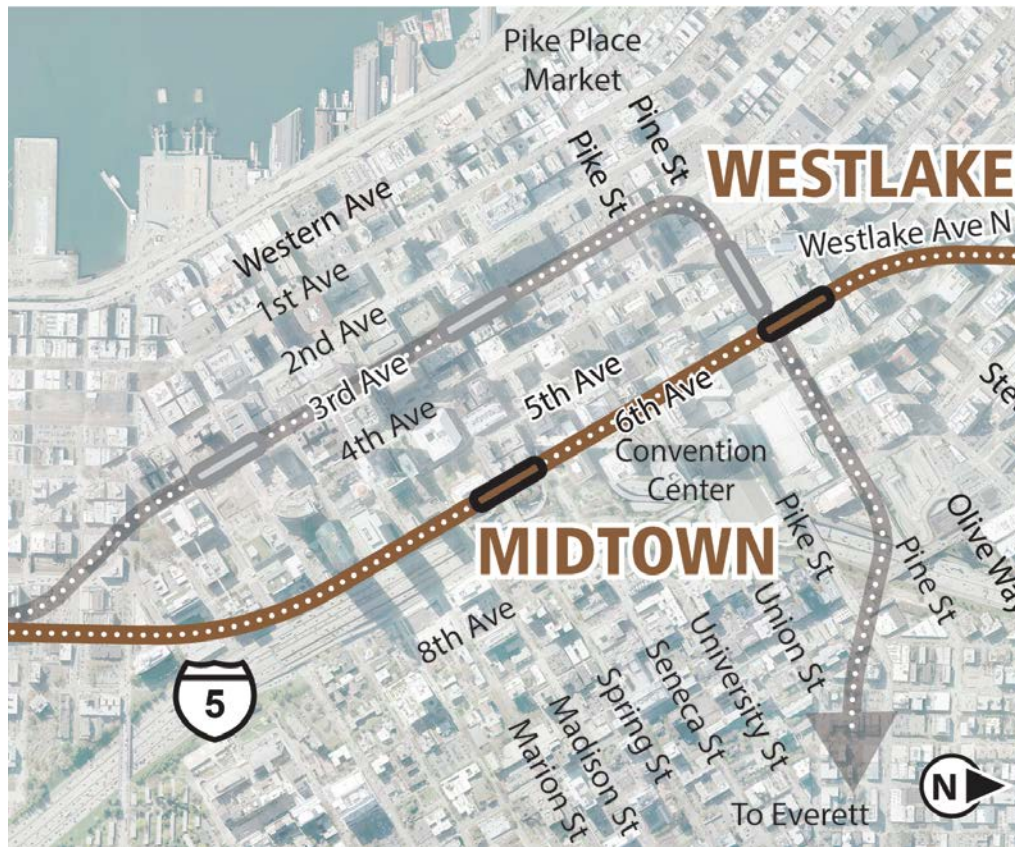 Pike Place
Market
Pine St
Pike St
WESTLAKE
Westlake Ave N
Western Ave
1st Ave
2nd Ave
3rd Ave
4th Ave
5th Ave
6th Ave
Convention
Center
MIDTOWN
Pike St
Pine St
Olive Way
Union St
University St
Seneca St
Spring St
Madison St
Marion St
8th Ave
5
To Everett
N